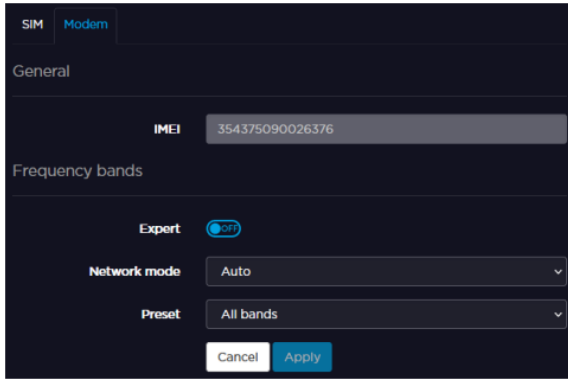 SIM Modem
General
IMEI 354375090026376
Frequency bands
Expert OFF
Network mode Auto
Preset All bands
Cancel Apply